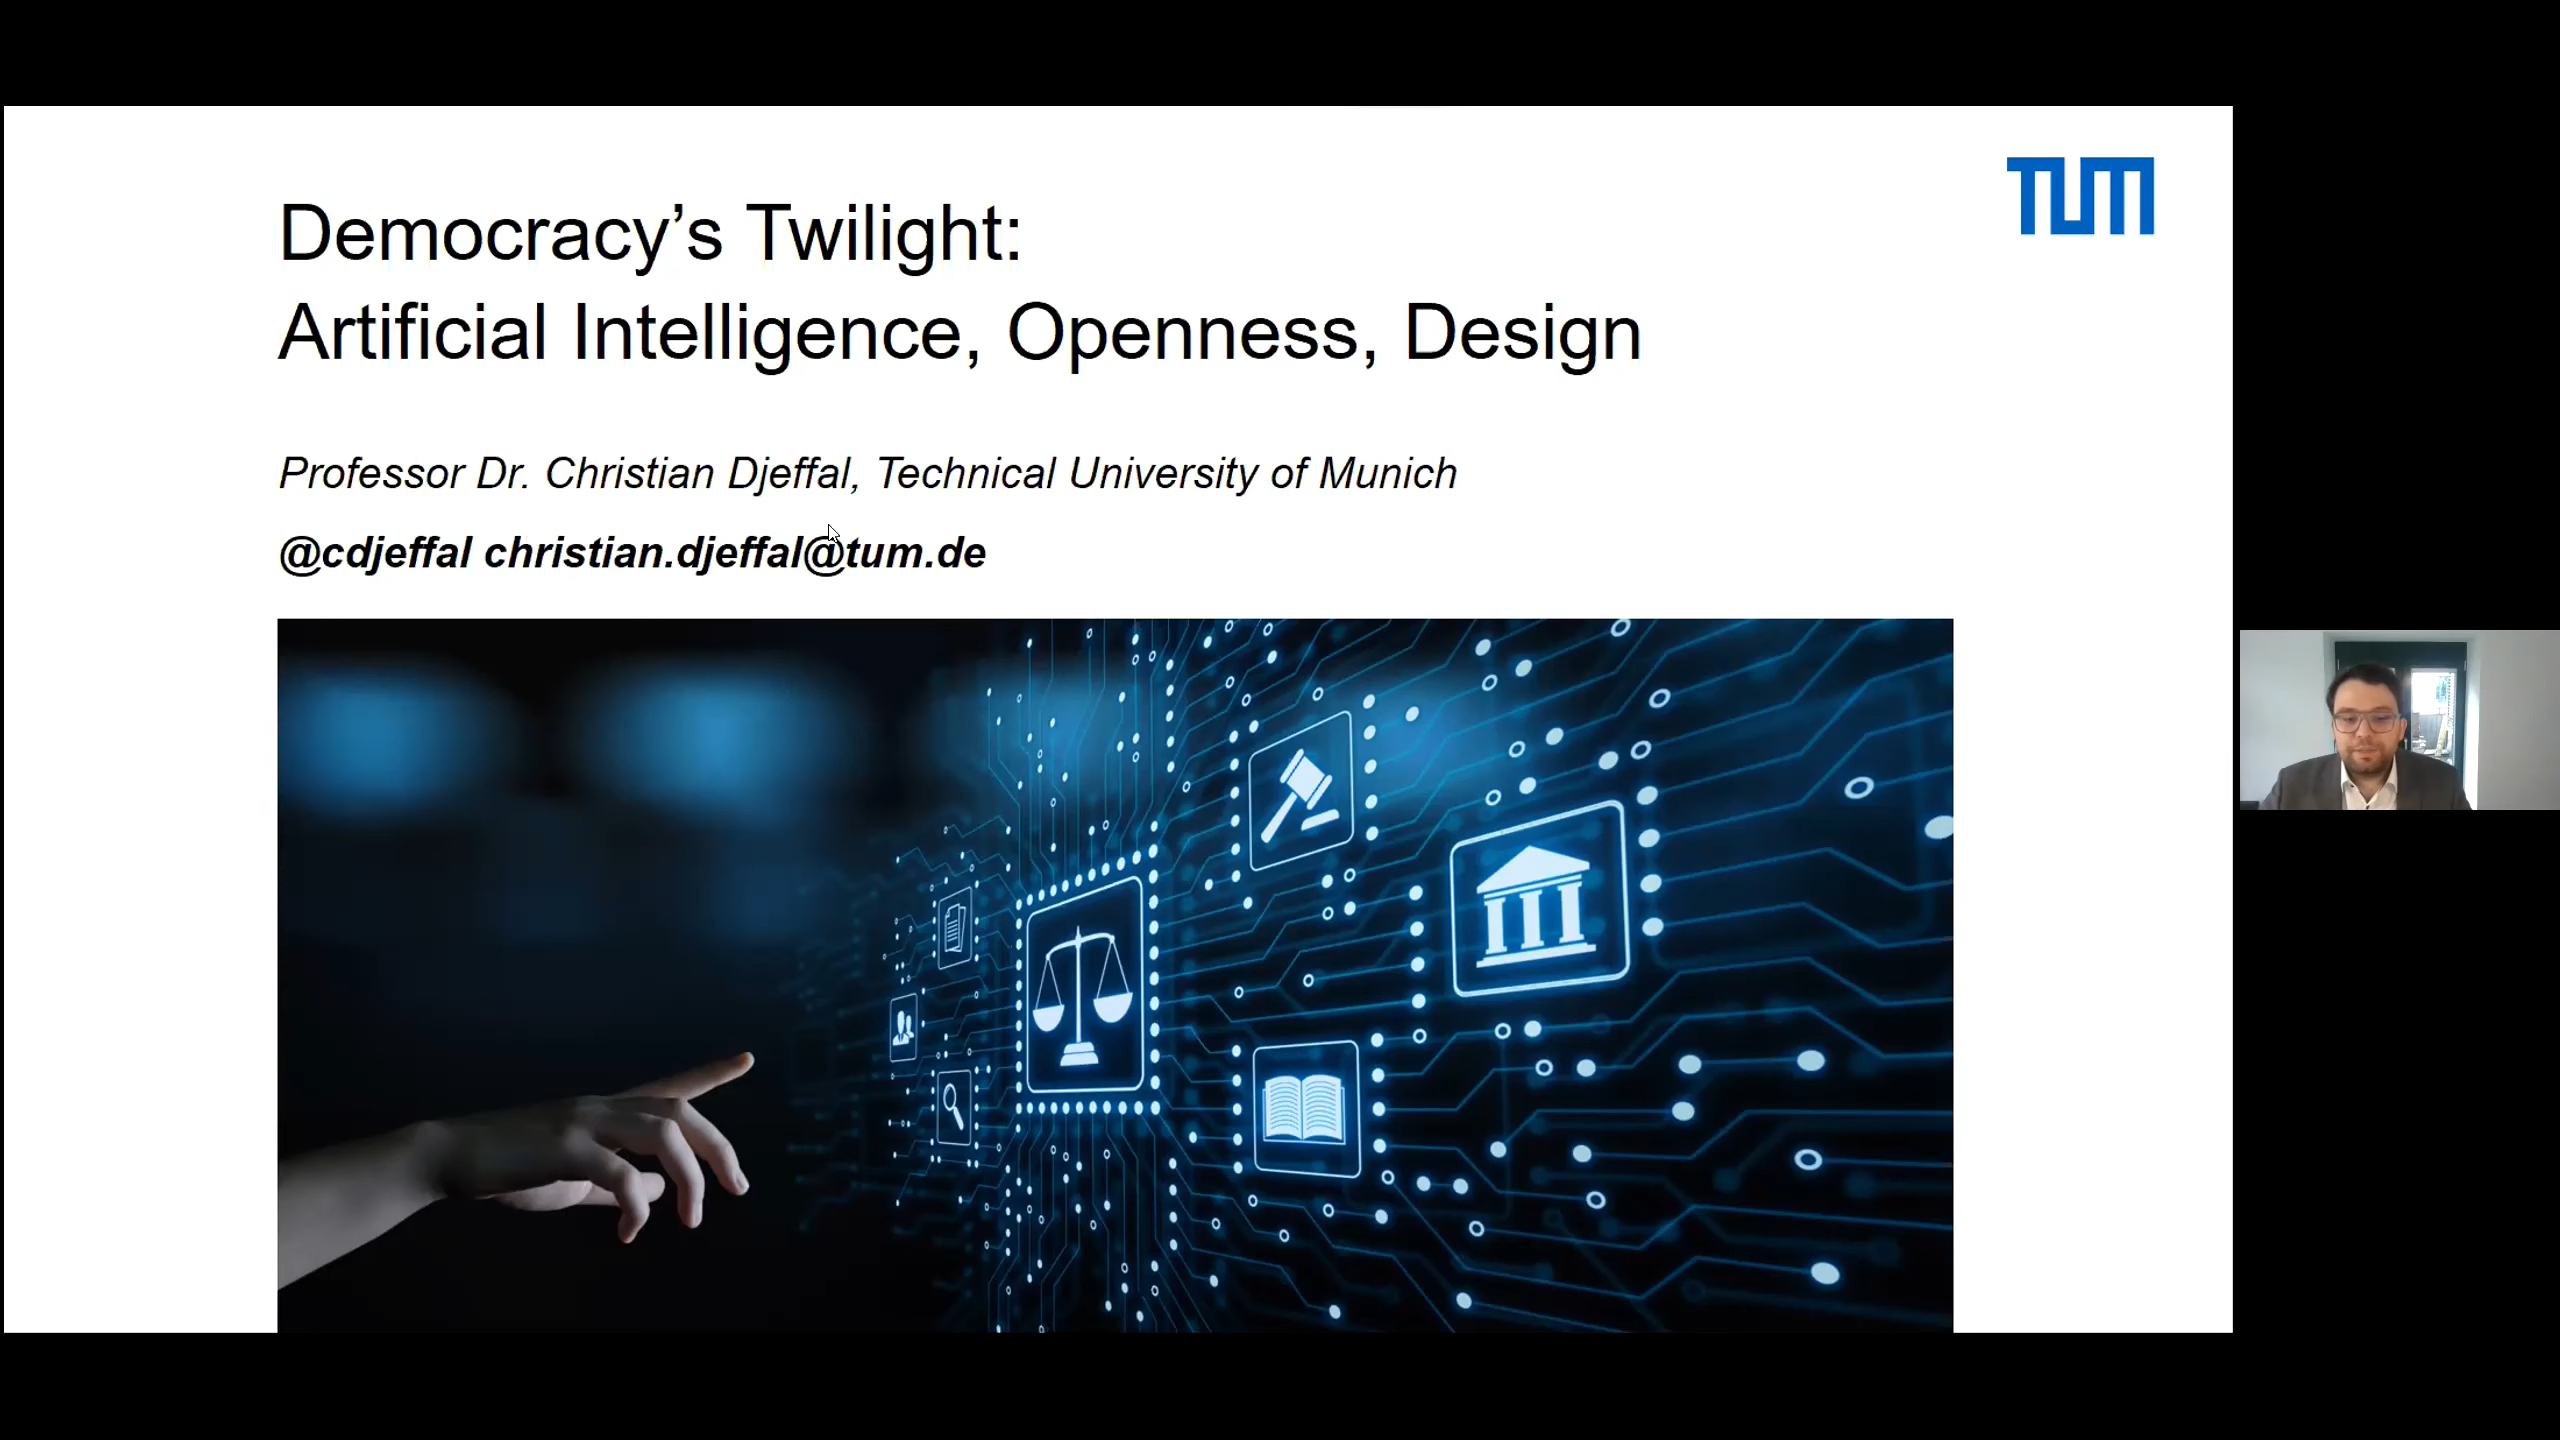 Democracy’s Twilight:
Artificial Intelligence, Openness, Design
TUM
Professor Dr. Christian Djeffal, Technical University of Munich
@cdjeffal christian.djeffal@tum.de